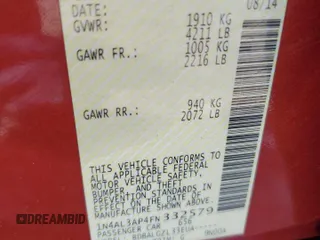 DATE: 08/14
GVWR: 1910 KG
4211 LB
GAWR FR.: 1005 KG
2216 LB
GAWR RR.: 940 KG
2072 LB
THIS VEHICLE CONFORMS TO
ALL APPLICABLE FEDERAL
MOTOR VEHICLE SAFETY,
BUMPER, AND THEFT
PREVENTION STANDARDS
IN EFFECT ON THE DATE OF
MANUFACTURE SHOWN ABOVE.
1N4AL3AP4FN332579
PASSENGER CAR
DREAMBID